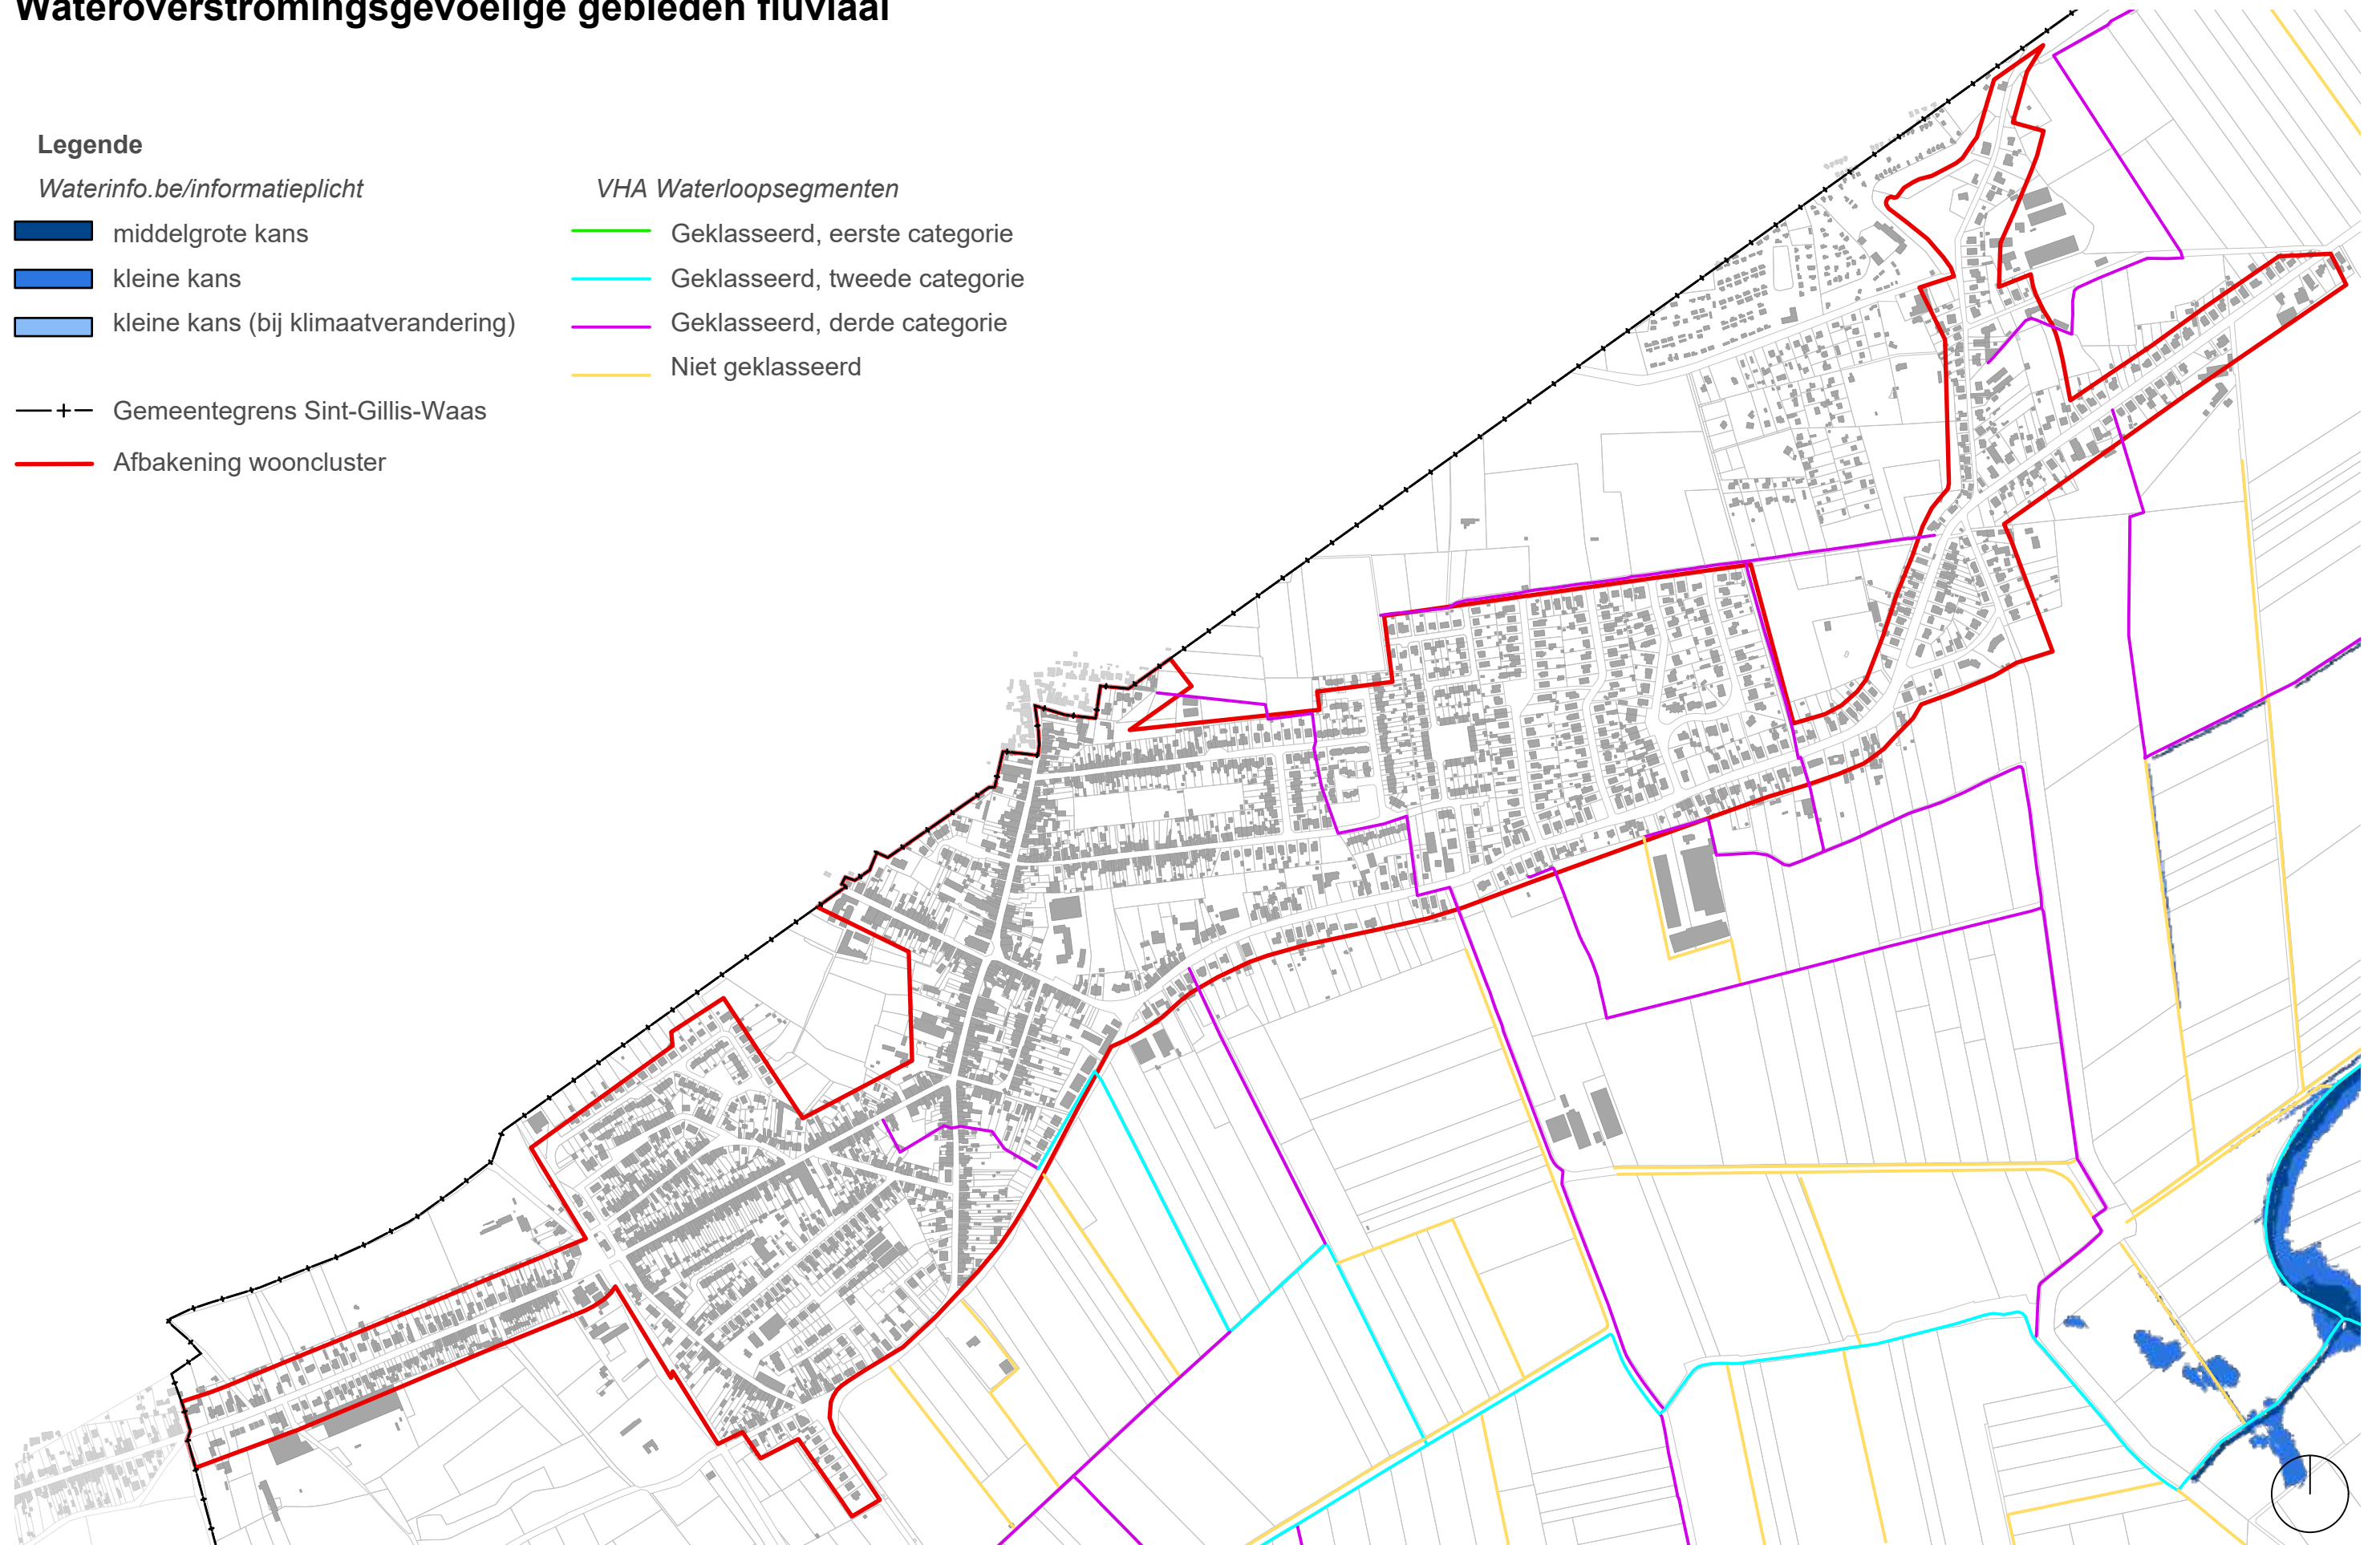 Wateroverstromingsgevoelige gebieden fluviaal
Legende
Waterinfo.be/informatieplicht
middelgrote kans
kleine kans
kleine kans (bij klimaatverandering)
Gemeentegrens Sint-Gillis-Waas
Afbakening wooncluster
VHA Waterloopsegmenten
Geklasseerd, eerste categorie
Geklasseerd, tweede categorie
Geklasseerd, derde categorie
Niet geklasseerd